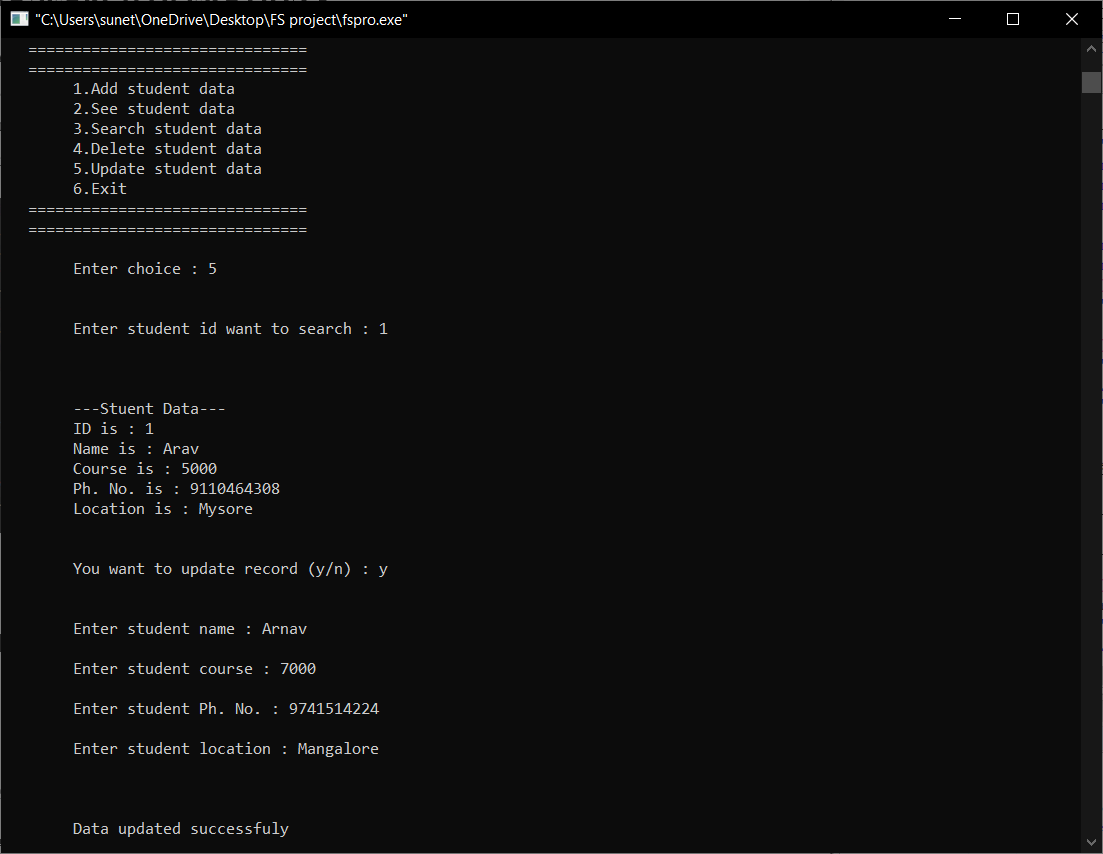 "C:\Users\sunet\OneDrive\Desktop\FS project\fspro.exe"
===============================
===============================
1.Add student data
2.See student data
3.Search student data
4.Delete student data
5.Update student data
6.Exit
===============================
===============================
Enter choice : 5
Enter student id want to search : 1
---Stuent Data---
ID is : 1
Name is : Arav
Course is : 5000
Ph. No. is : 9110464308
Location is : Mysore
You want to update record (y/n) : y
Enter student name : Arnav
Enter student course : 7000
Enter student Ph. No. : 9741514224
Enter student location : Mangalore
Data updated successfuly